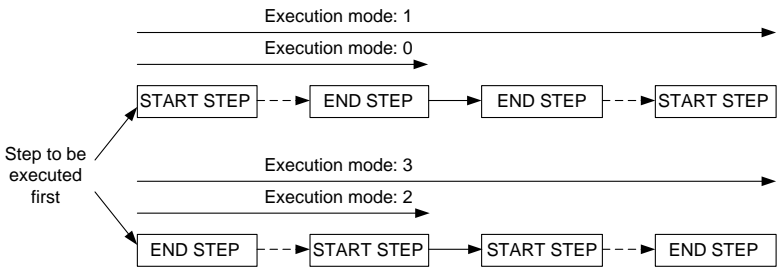 Execution mode: 1
Execution mode: 0
START STEP END STEP END STEP START STEP
Step to be
executed
first
Execution mode: 3
Execution mode: 2
END STEP START STEP START STEP END STEP